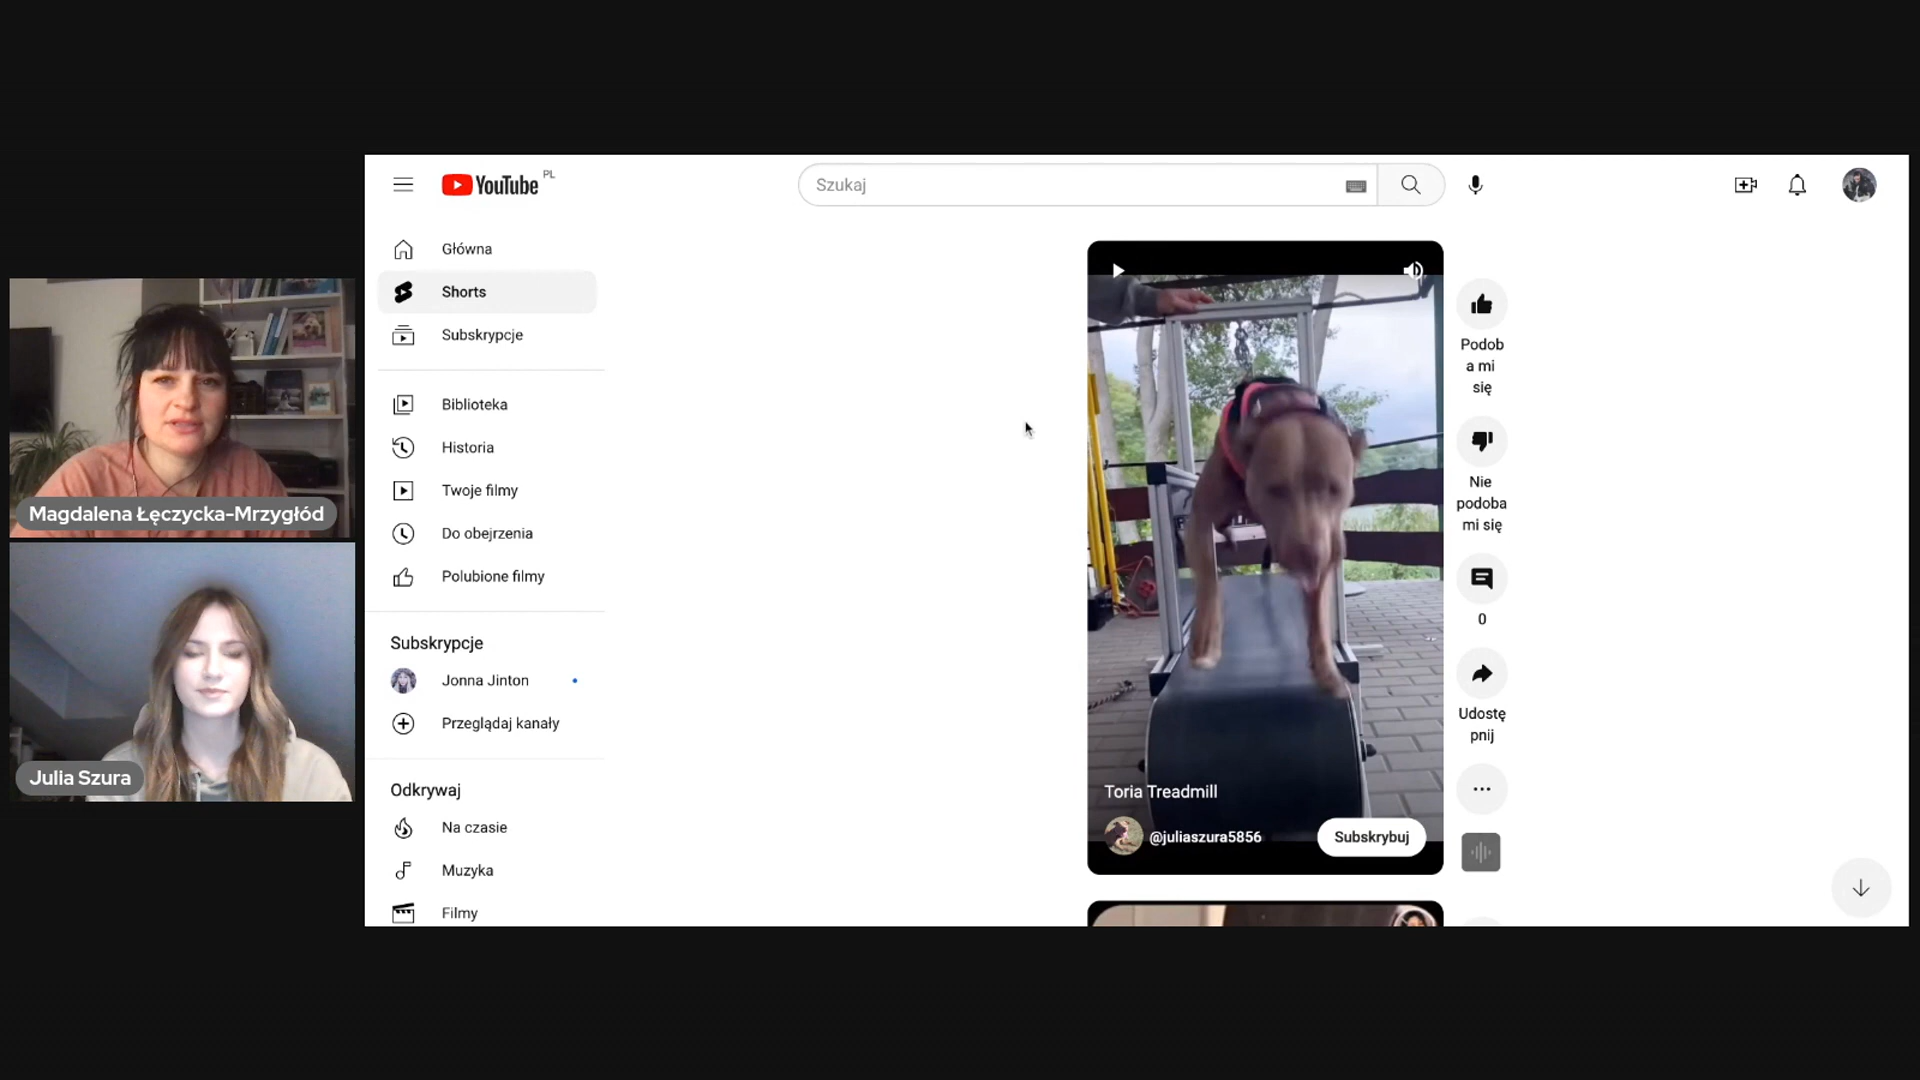 Magdalena Łęczycka-Mrzygłód
Julia Szura
YouTube PL
Szukaj
Główna
Shorts
Subskrypcje
Biblioteka
Historia
Twoje filmy
Do obejrzenia
Polubione filmy
Subskrypcje
Jonna Jinton
Przeglądaj kanały
Odkrywaj
Na czasie
Muzyka
Filmy
Toria Treadmill
@juliaszura5856
Subskrybuj
Podob
a mi
się
Nie
podoba
mi się
0
Udostę
pnij